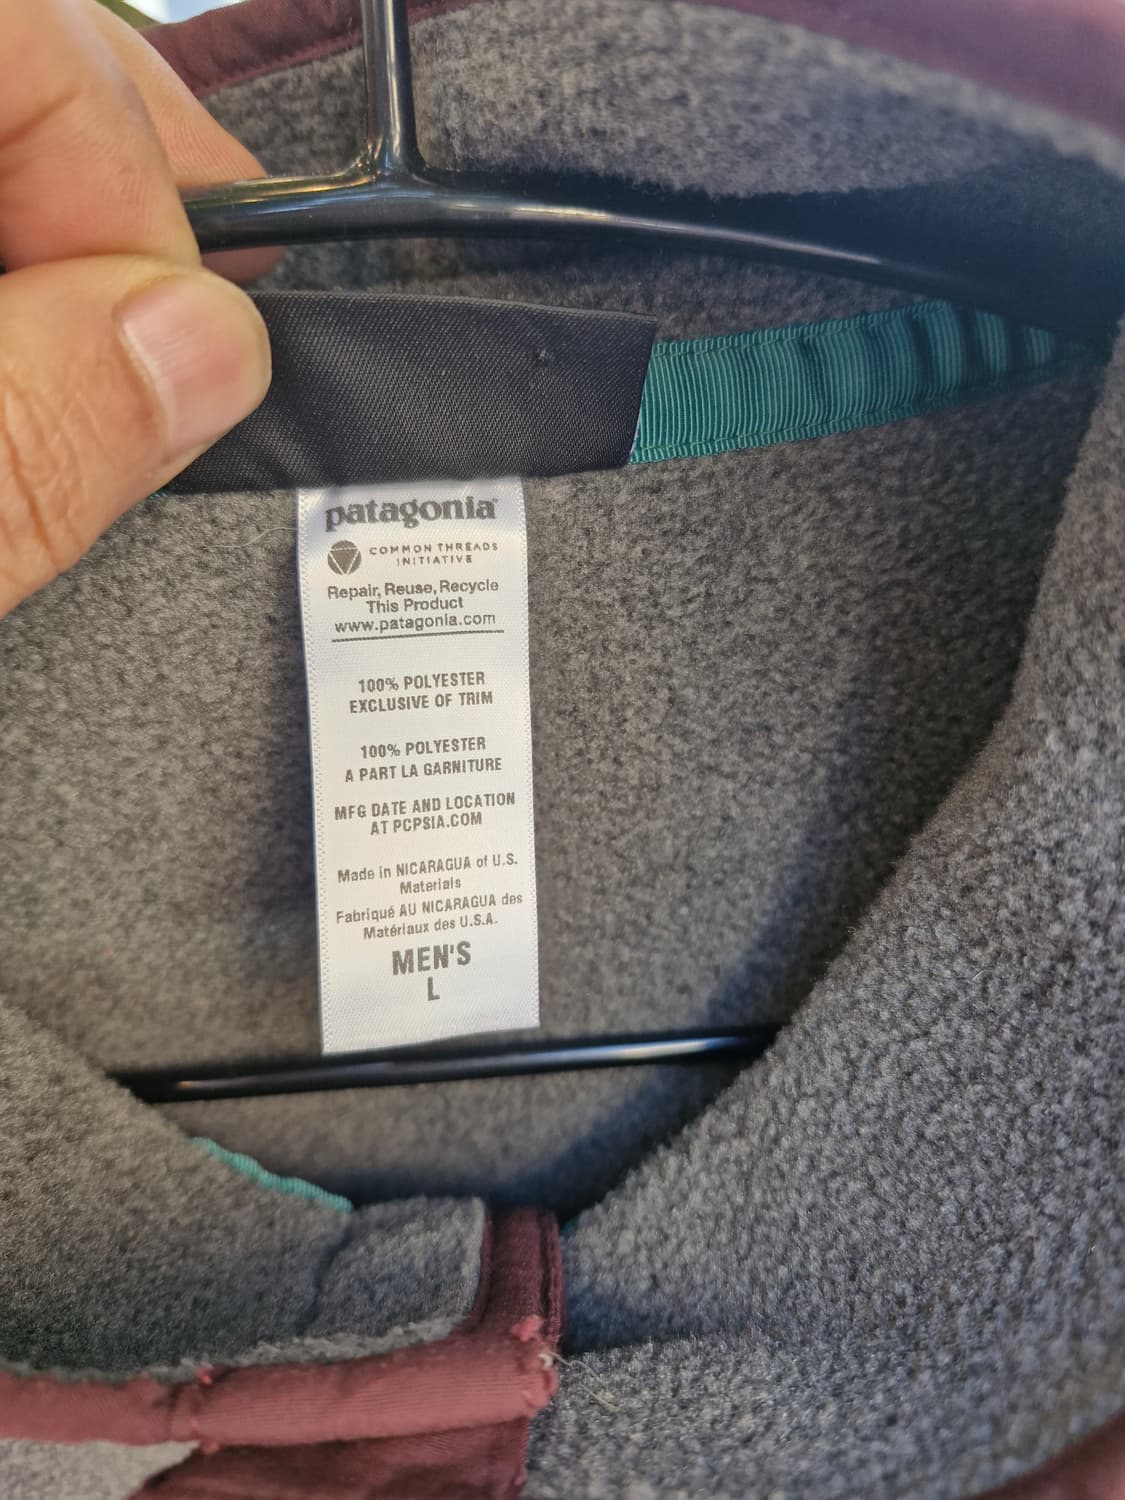 patagonia
COMMON THREADS
INITIATIVE
Repair, Reuse, Recycle
This Product
www.patagonia.com
100% POLYESTER
EXCLUSIVE OF TRIM
100% POLYESTER
A PART LA GARNITURE
MFG DATE AND LOCATION
AT PCPSIA.COM
Made in NICARAGUA of U.S.
Materials
Fabriqué AU NICARAGUA des
Matériaux des U.S.A.
MEN'S
L